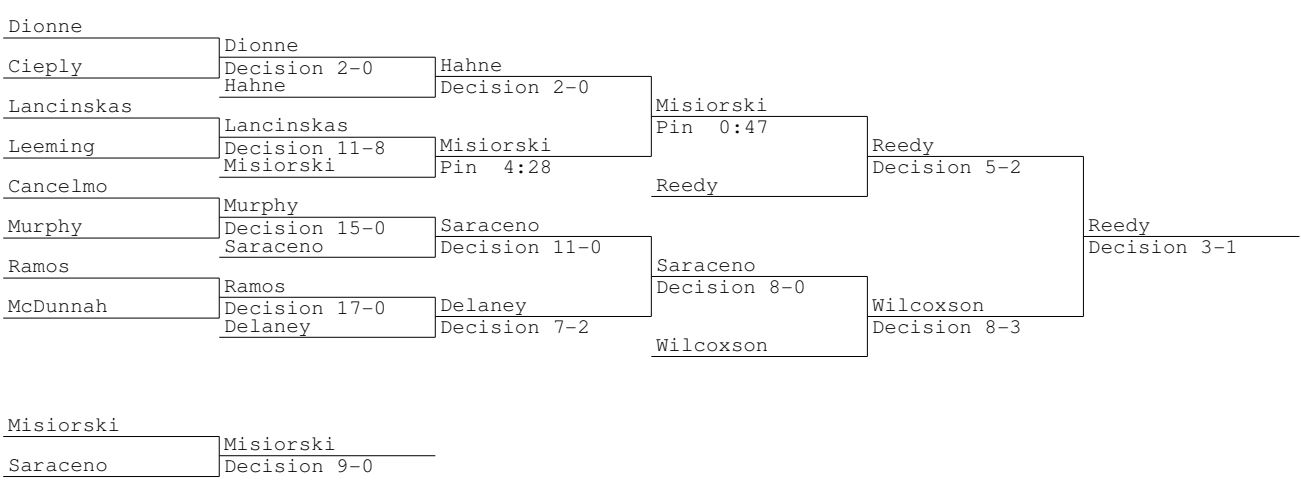 Dionne
Dionne
Cieply
Decision 2-0
Hahne
Hahne
Decision 2-0
Lancinskas
Misiorski
Pin  0:47
Lancinskas
Leeming
Decision 11-8
Misiorski
Reedy
Misiorski
Pin  4:28
Decision 5-2
Cancelmo
Reedy
Murphy
Murphy
Decision 15-0
Saraceno
Reedy
Saraceno
Decision 11-0
Decision 3-1
Ramos
Saraceno
Ramos
Decision 8-0
McDunnah
Decision 17-0
Delaney
Wilcoxson
Delaney
Decision 7-2
Decision 8-3
Wilcoxson
Misiorski
Misiorski
Saraceno
Decision 9-0